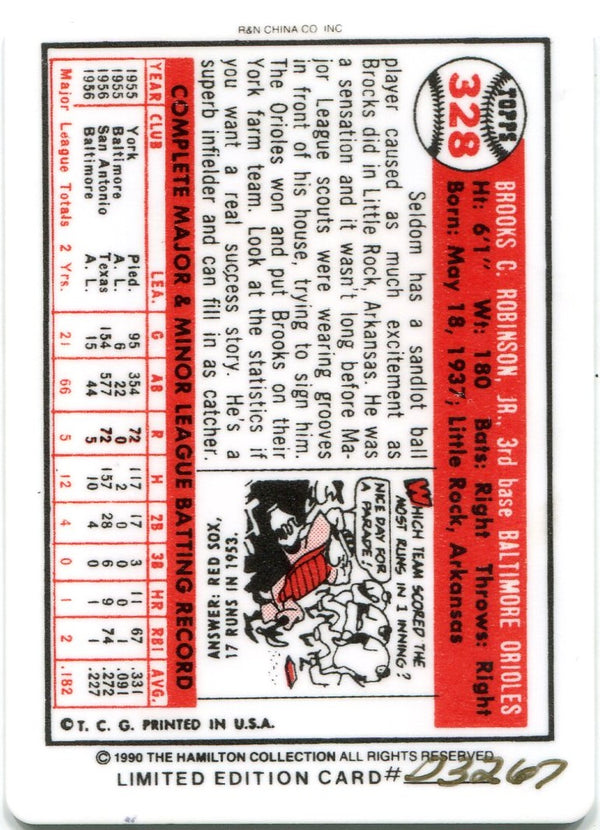 R&N CHINA CO INC
TOPPS
328
BROOKS C. ROBINSON, JR., 3rd base BALTIMORE ORIOLES
Ht: 6'1" Wt: 180 Bats: Right Throws: Right
Born: May 18, 1937; Little Rock, Arkansas
Seldom has a sandlot ball
player caused as much excitement as
Brocks did in Little Rock, Arkansas. He was
a sensation and it wasn't long before Ma-
jor League scouts were wearing grooves
in front of his house, trying to sign him.
The Orioles won and put Brooks on their
York farm team. Look at the statistics if
you want a real success story. He's a
superb infielder and can fill in as catcher.
WHICH TEAM SCORED THE
MOST RUNS IN 1 INNING?
NICE DAY FOR
A PARADE!
ANSWER: RED SOX,
17 RUNS IN 1953.
COMPLETE MAJOR & MINOR LEAGUE BATTING RECORD
YEAR CLUB LEA. G AB R H 2B 3B HR RBI AVG.
1955 York Pied. 95 354 72 117 17 3 11 67 .331
1955 Baltimore A.L. 6 22 0 2 0 0 0 1 .091
1956 San Antonio Texas 154 577 72 157 28 6 9 74 .272
1956 Baltimore A.L. 15 44 5 10 4 0 1 1 .227
Major League Totals 2 Yrs. 21 66 5 12 4 0 1 2 .182
© T. C. G. PRINTED IN U.S.A.
© 1990 THE HAMILTON COLLECTION ALL RIGHTS RESERVED
LIMITED EDITION CARD # D3267